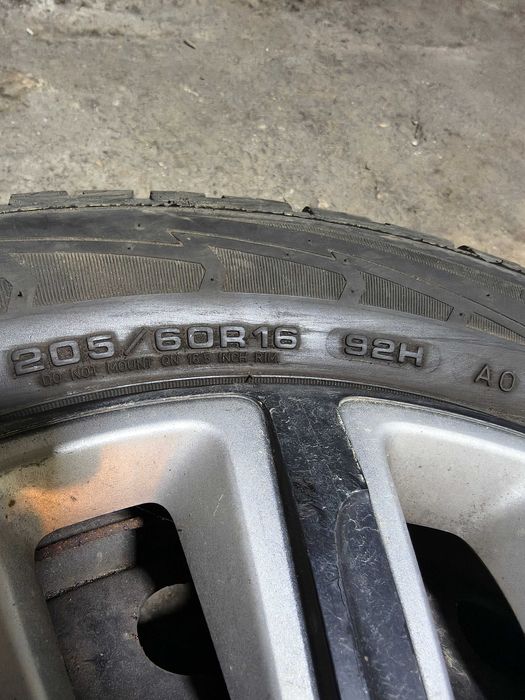 205/60R16 92H AO
DO NOT MOUNT ON 16.5 INCH RIM